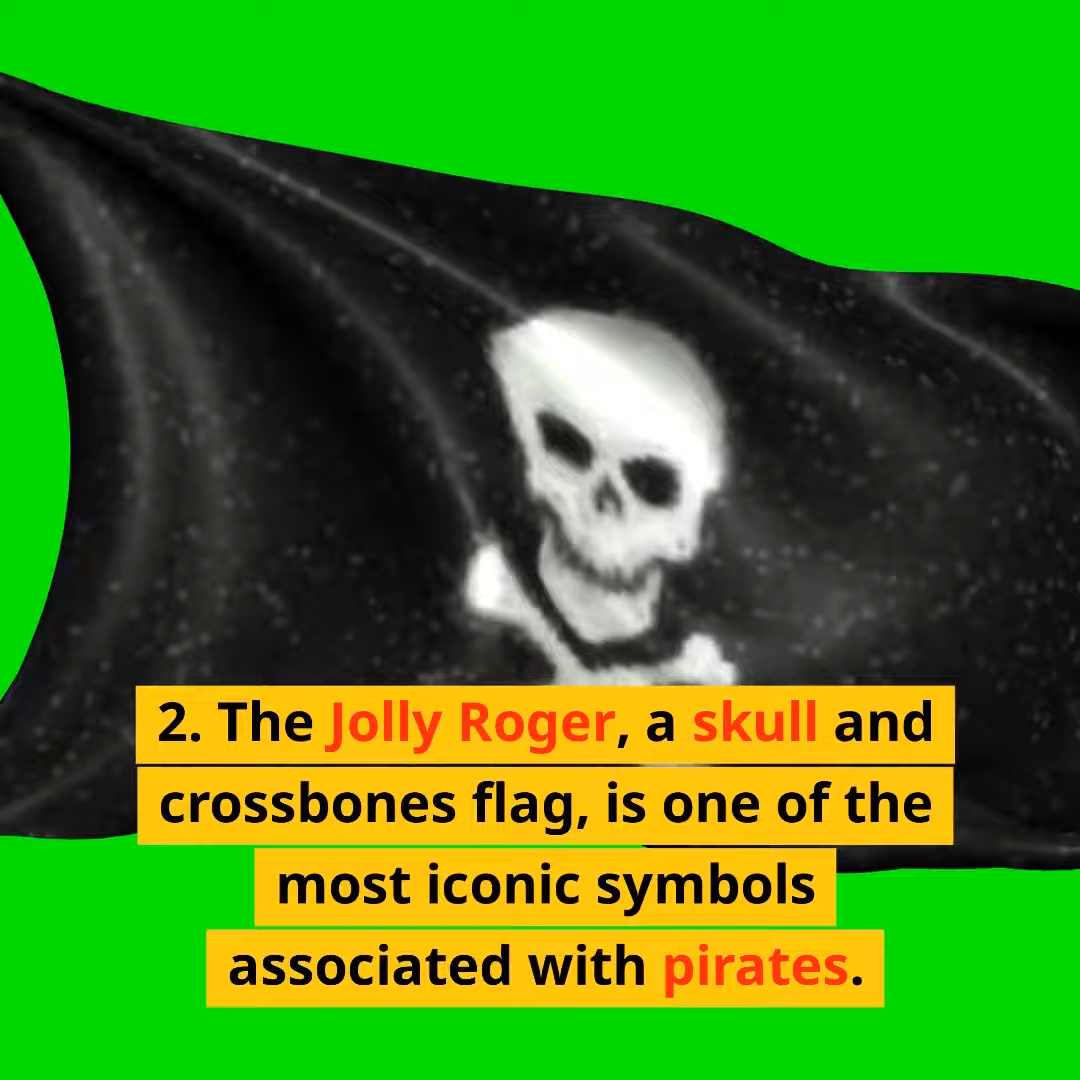 2. The Jolly Roger, a skull and
crossbones flag, is one of the
most iconic symbols
associated with pirates.